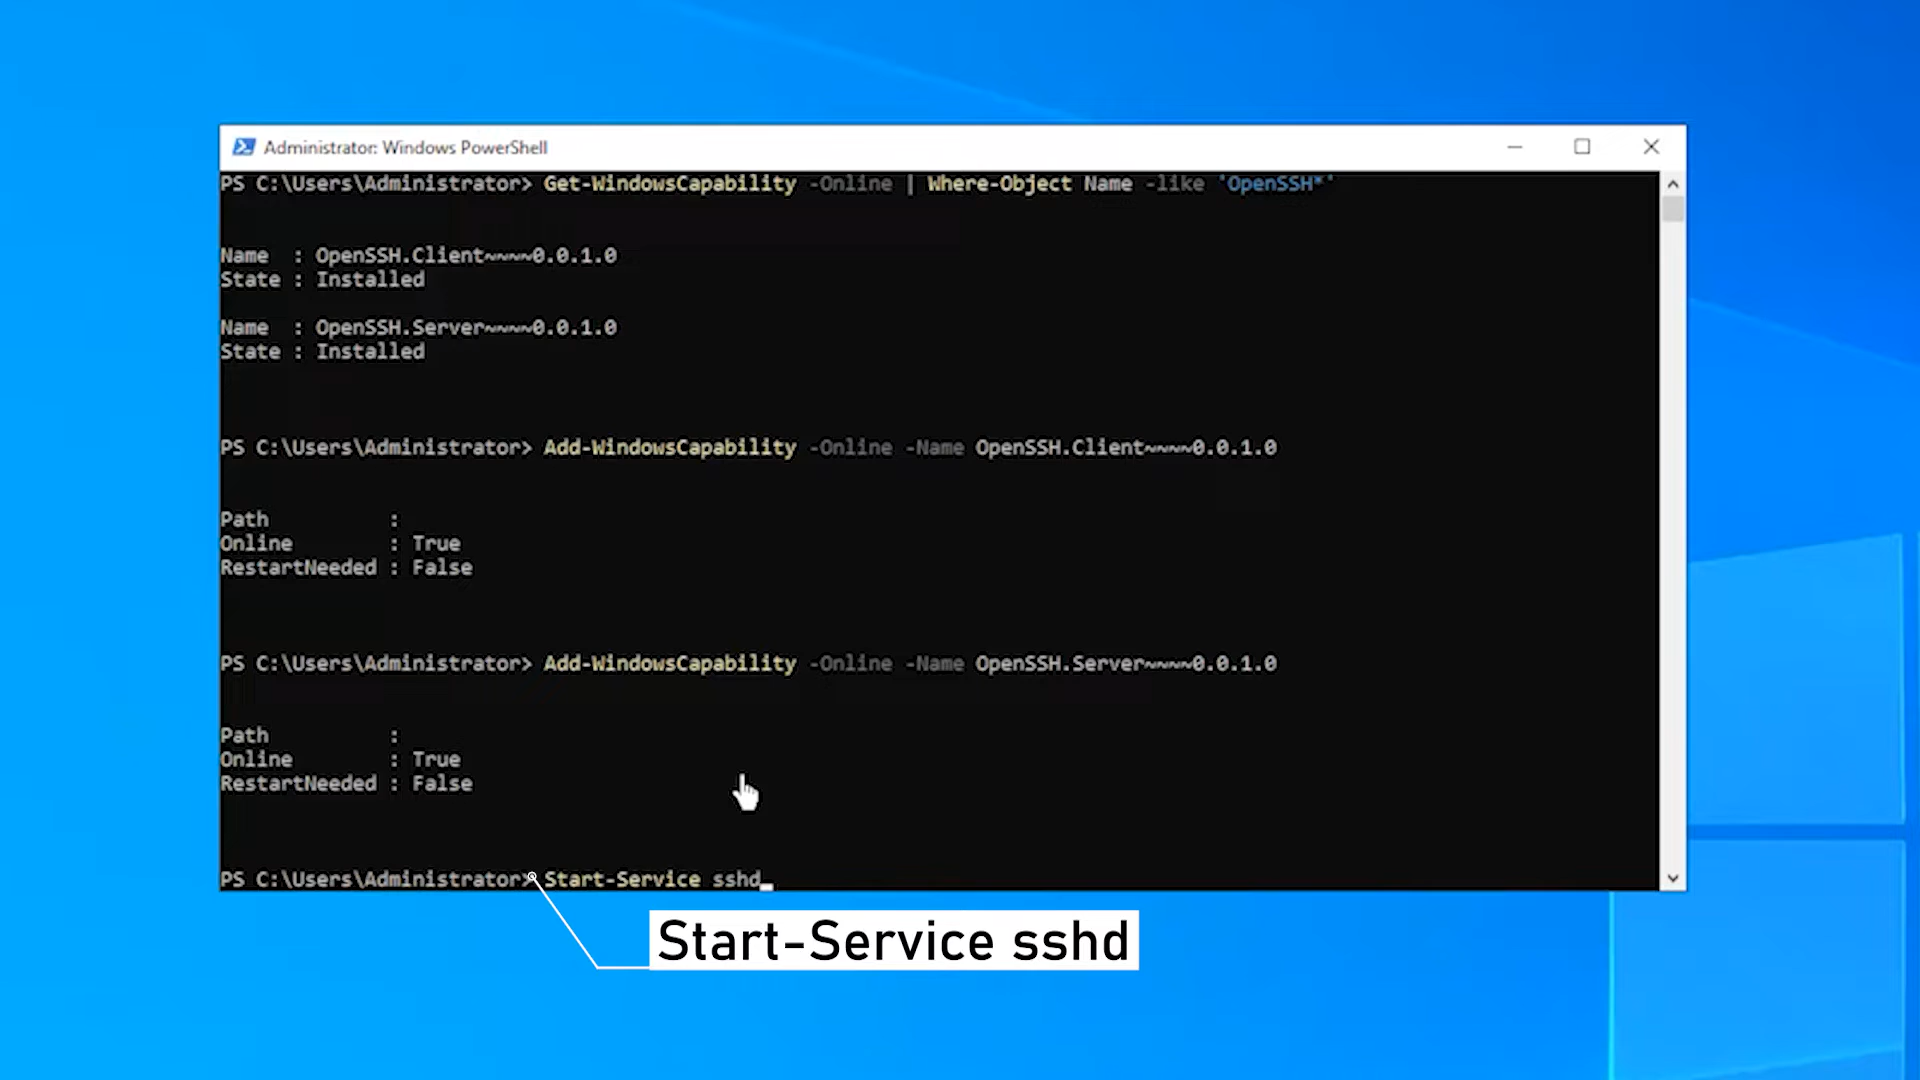 Administrator: Windows PowerShell
PS C:\Users\Administrator> Get-WindowsCapability -Online | Where-Object Name -like 'OpenSSH*'
Name  : OpenSSH.Client~~~~0.0.1.0
State : Installed
Name  : OpenSSH.Server~~~~0.0.1.0
State : Installed
PS C:\Users\Administrator> Add-WindowsCapability -Online -Name OpenSSH.Client~~~~0.0.1.0
Path          :
Online        : True
RestartNeeded : False
PS C:\Users\Administrator> Add-WindowsCapability -Online -Name OpenSSH.Server~~~~0.0.1.0
Path          :
Online        : True
RestartNeeded : False
PS C:\Users\Administrator> Start-Service sshd_
Start-Service sshd